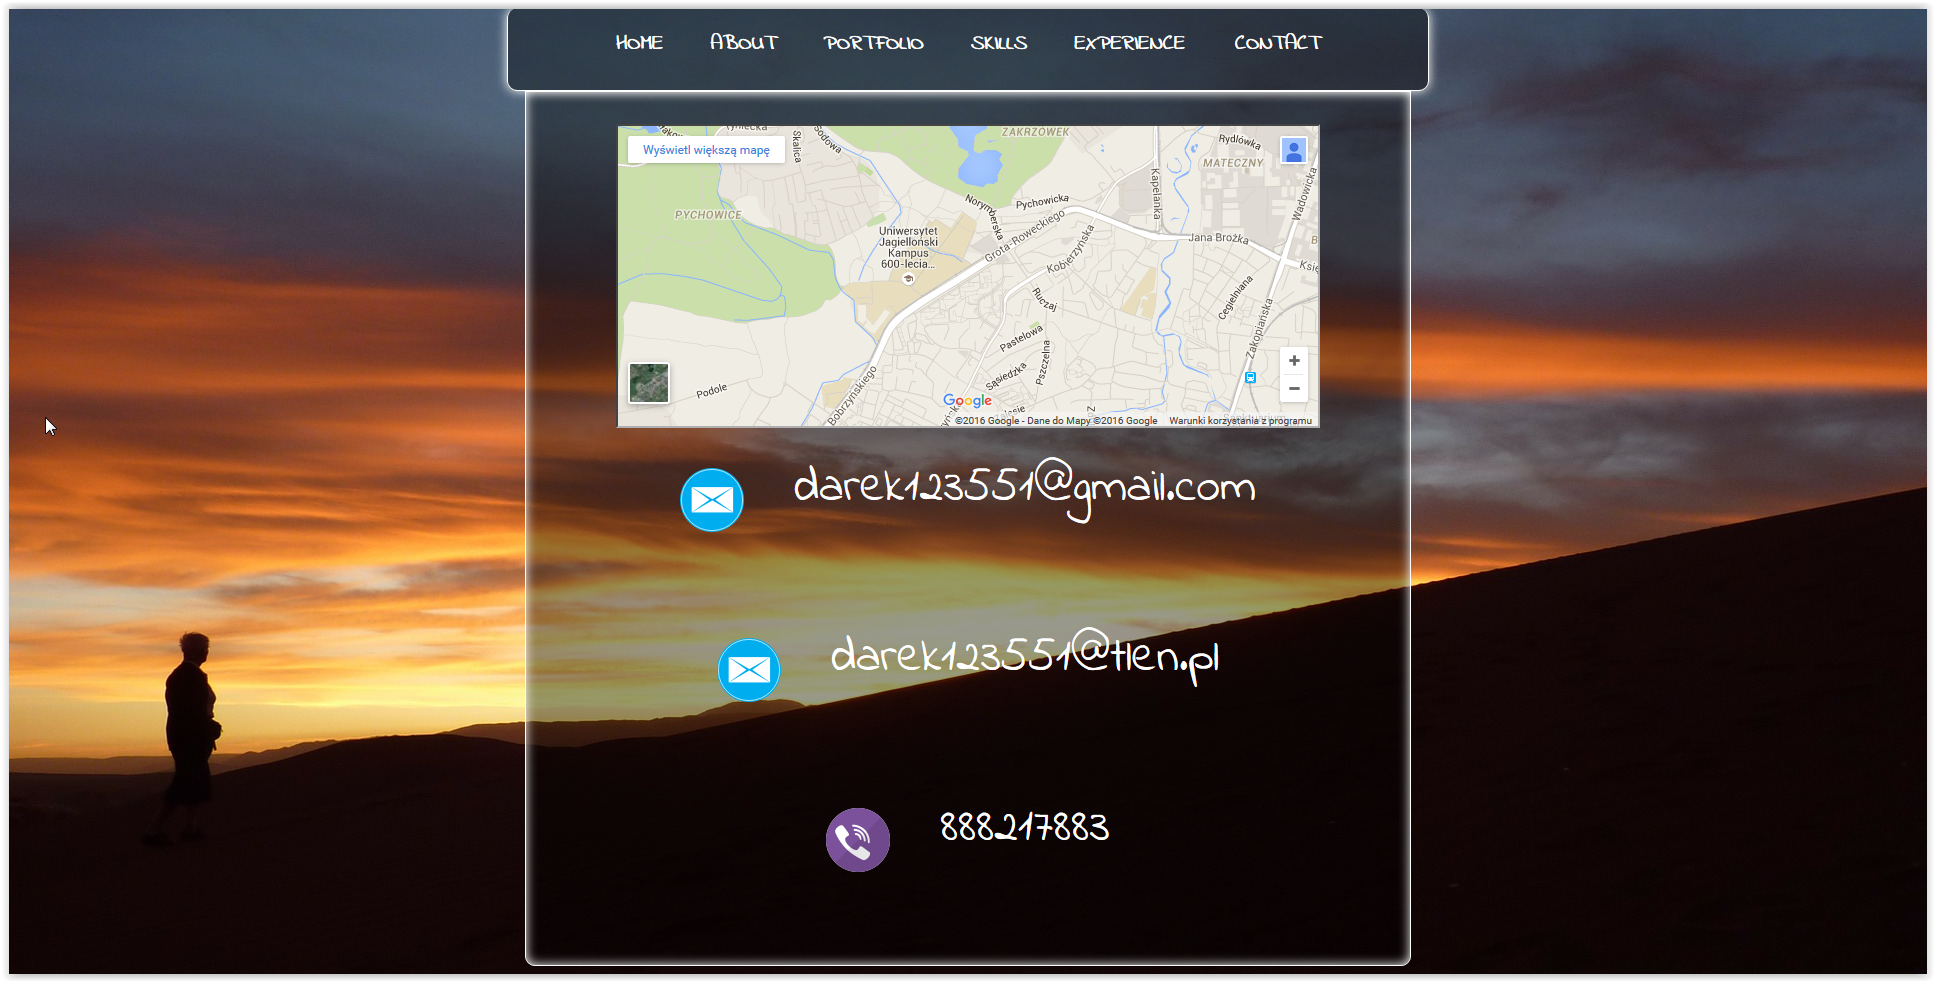 HOME ABOUT PORTFOLIO SKILLS EXPERIENCE CONTACT
Tyniecka
Skalica
Sodowa
ZAKRZOWEK
Rydlówka
Wyświetl większą mapę
MATECZNY
Kapelanka
Wadowicka
Norymberska
Pychowicka
PYCHOWICE
Uniwersytet
Jagielloński
Kampus
600-lecia...
Grota-Roweckiego
Kobierzyńska
Jana Brożka
Ruczaj
Cegielniana
Pastelowa
Zakopiańska
Sąsiedzka
Pszczelna
Podole
Bobrzyńskiego
Google
Sanktuarium
©2016 Google - Dane do Mapy ©2016 Google Warunki korzystania z programu
darek123551@gmail.com
darek123551@tlen.pl
888217883